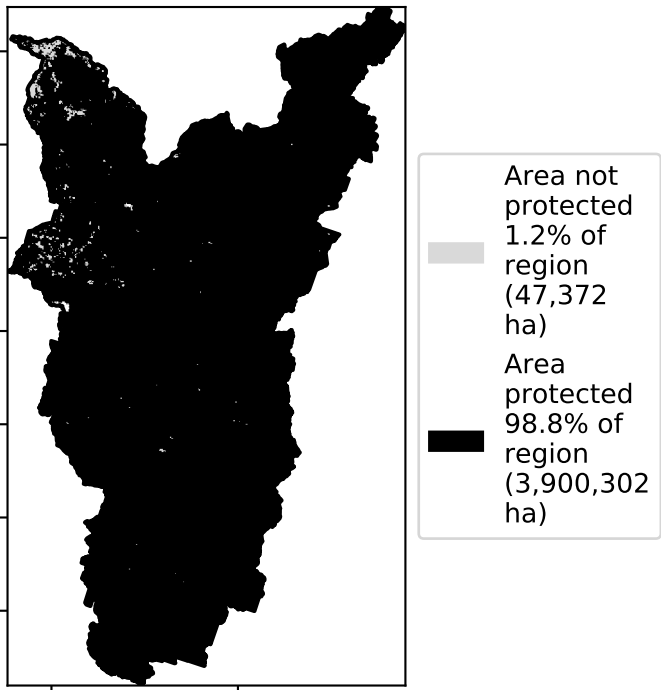 Area not
protected
1.2% of
region
(47,372
ha)
Area
protected
98.8% of
region
(3,900,302
ha)